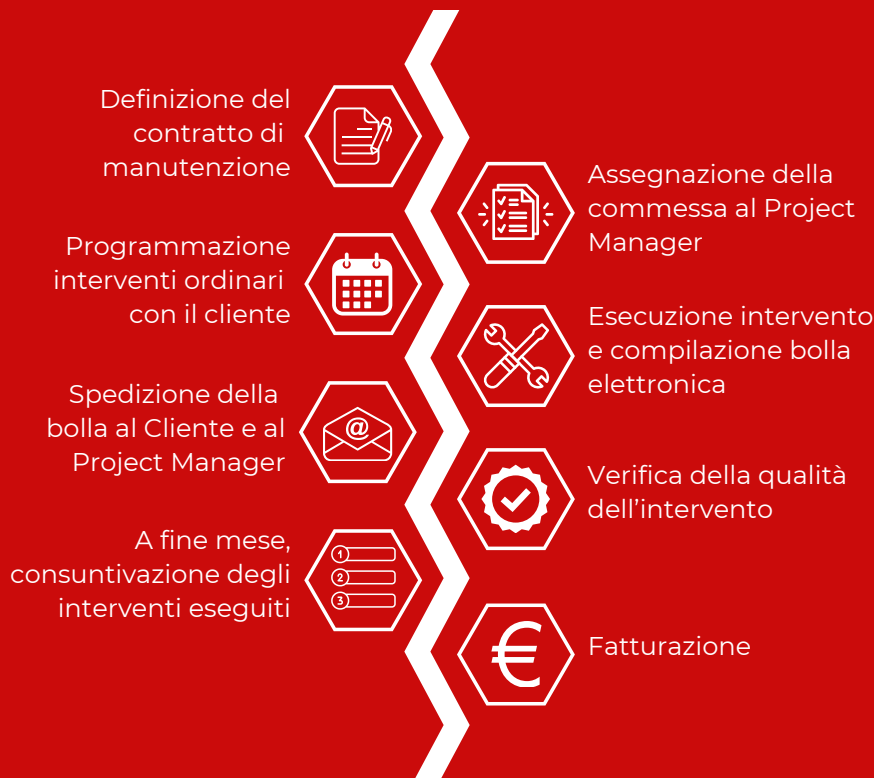 Definizione del
contratto di
manutenzione
Assegnazione della
commessa al Project
Manager
Programmazione
interventi ordinari
con il cliente
Esecuzione intervento
e compilazione bolla
elettronica
Spedizione della
bolla al Cliente e al
Project Manager
@
Verifica della qualità
dell'intervento
A fine mese,
consuntivazione degli
interventi eseguiti
1
2
3
€
Fatturazione